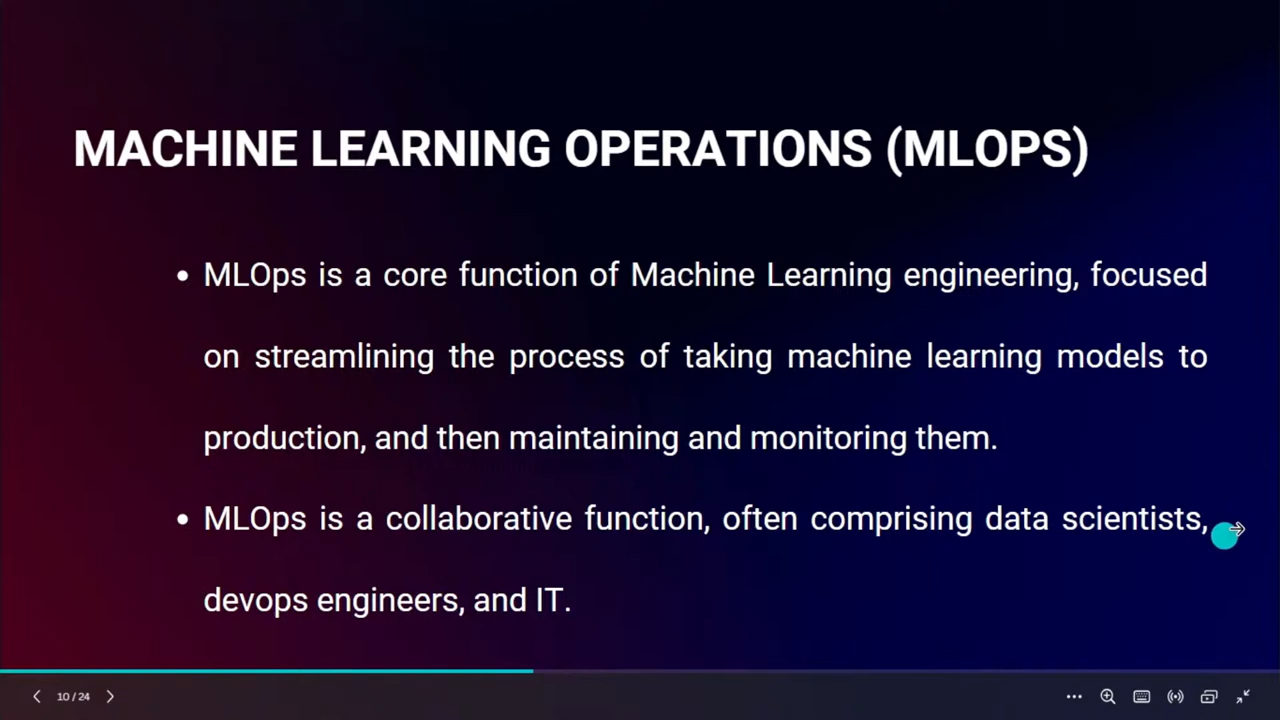 MACHINE LEARNING OPERATIONS (MLOPS)
• MLOps is a core function of Machine Learning engineering, focused
on streamlining the process of taking machine learning models to
production, and then maintaining and monitoring them.
• MLOps is a collaborative function, often comprising data scientists,
devops engineers, and IT.
10 / 24